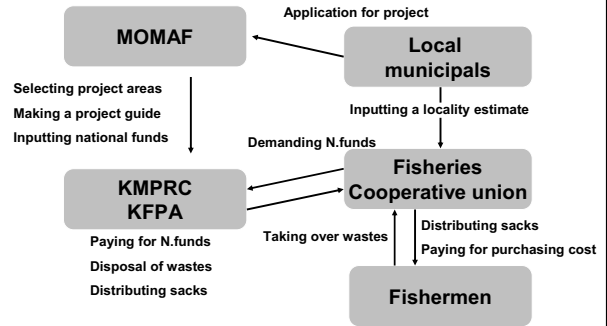 Application for project
MOMAF
Local
municipals
Selecting project areas
Making a project guide
Inputting national funds
Inputting a locality estimate
Demanding N.funds
KMPRC
KFPA
Fisheries
Cooperative union
Paying for N.funds
Disposal of wastes
Distributing sacks
Taking over wastes
Distributing sacks
Paying for purchasing cost
Fishermen